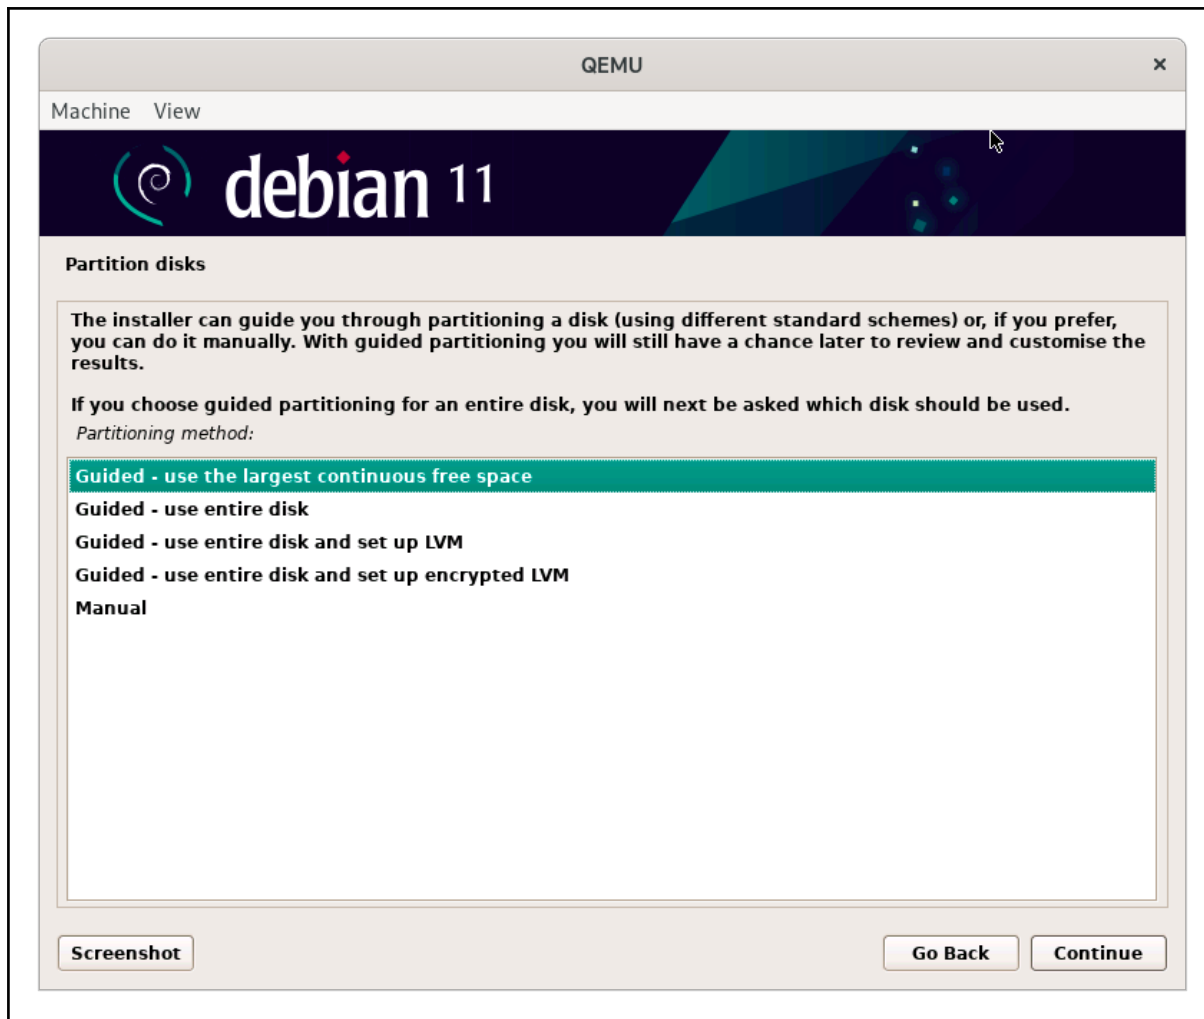 QEMU
Machine View
debian 11
Partition disks
The installer can guide you through partitioning a disk (using different standard schemes) or, if you prefer,
you can do it manually. With guided partitioning you will still have a chance later to review and customise the
results.
If you choose guided partitioning for an entire disk, you will next be asked which disk should be used.
Partitioning method:
Guided - use the largest continuous free space
Guided - use entire disk
Guided - use entire disk and set up LVM
Guided - use entire disk and set up encrypted LVM
Manual
Screenshot Go Back Continue